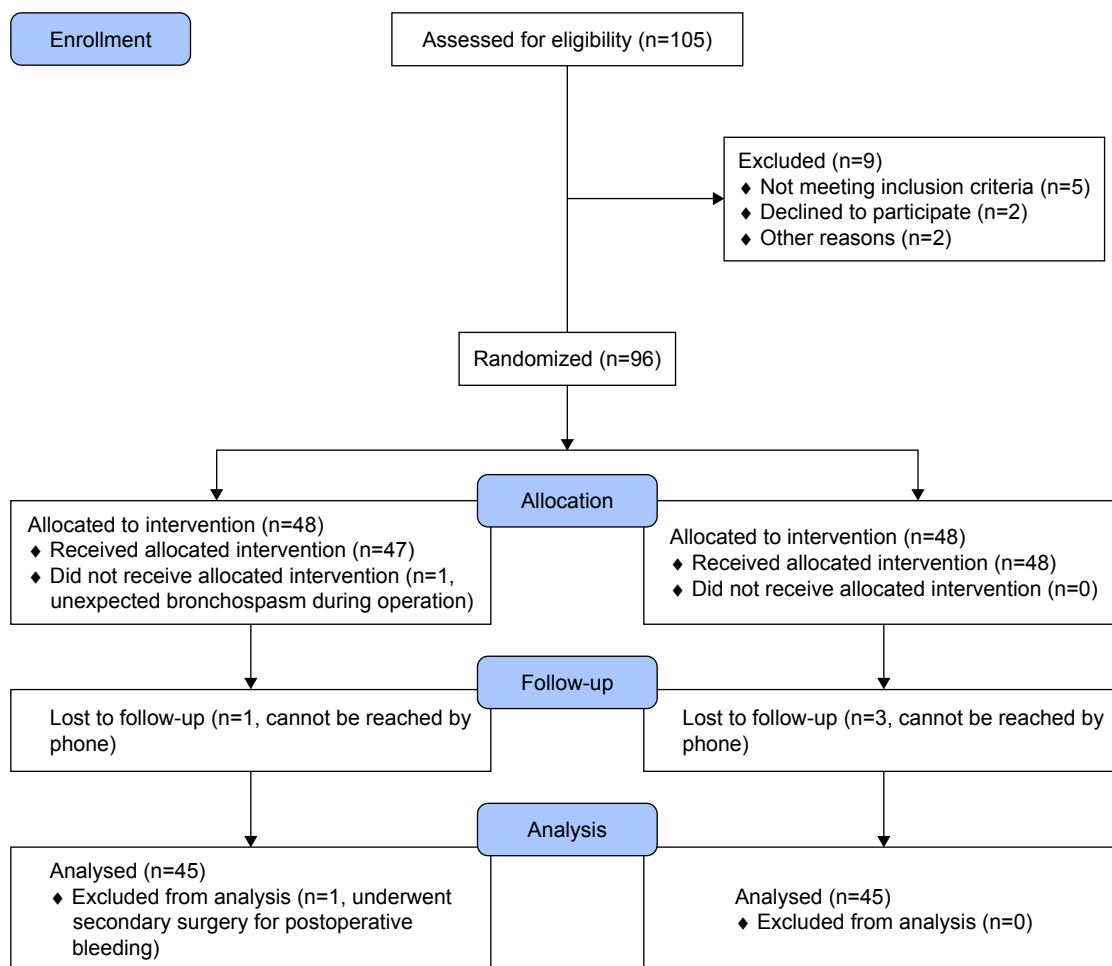 Enrollment
Assessed for eligibility (n=105)
Excluded (n=9)
♦ Not meeting inclusion criteria (n=5)
♦ Declined to participate (n=2)
♦ Other reasons (n=2)
Randomized (n=96)
Allocation
Allocated to intervention (n=48)
♦ Received allocated intervention (n=47)
♦ Did not receive allocated intervention (n=1,
unexpected bronchospasm during operation)
Allocated to intervention (n=48)
♦ Received allocated intervention (n=48)
♦ Did not receive allocated intervention (n=0)
Follow-up
Lost to follow-up (n=1, cannot be reached by
phone)
Lost to follow-up (n=3, cannot be reached by
phone)
Analysis
Analysed (n=45)
♦ Excluded from analysis (n=1, underwent
secondary surgery for postoperative
bleeding)
Analysed (n=45)
♦ Excluded from analysis (n=0)